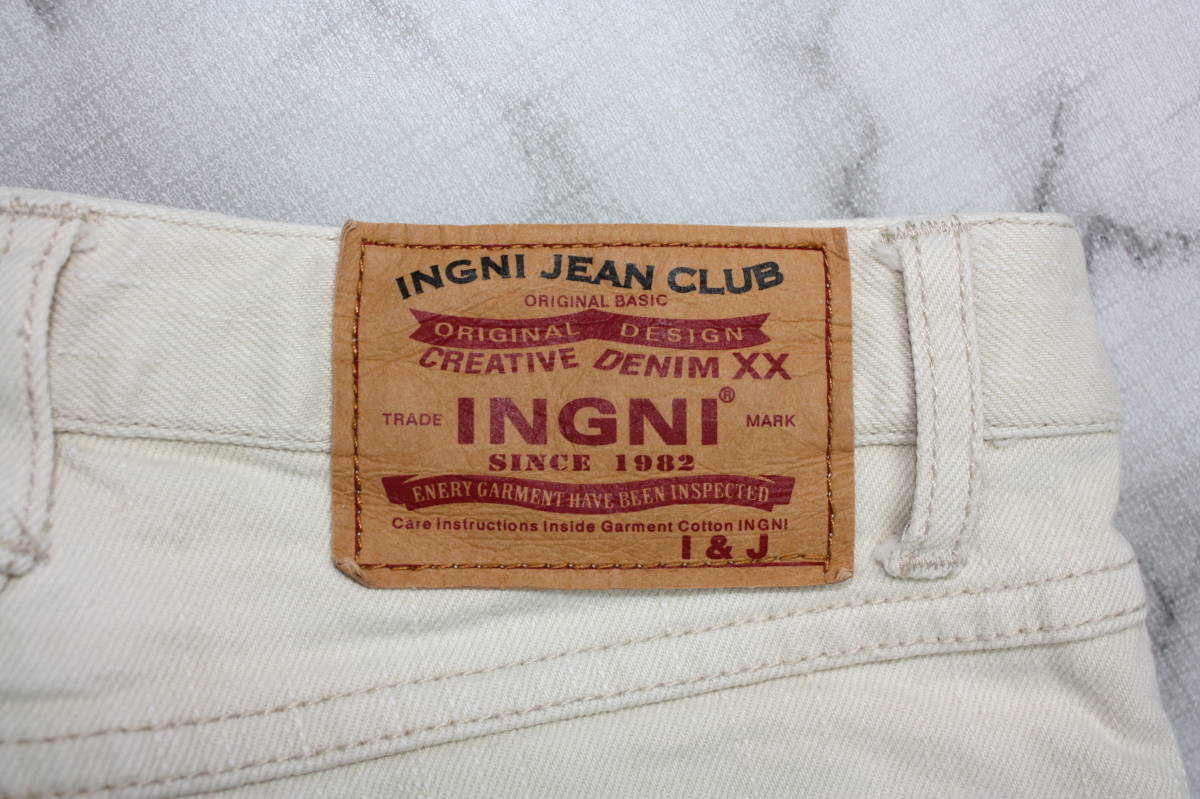 INGNI JEAN CLUB
ORIGINAL BASIC
ORIGINAL DESIGN
CREATIVE DENIM XX
TRADE INGNI® MARK
SINCE 1982
ENERY GARMENT HAVE BEEN INSPECTED
Care Instructions Inside Garment Cotton INGNI
I & J